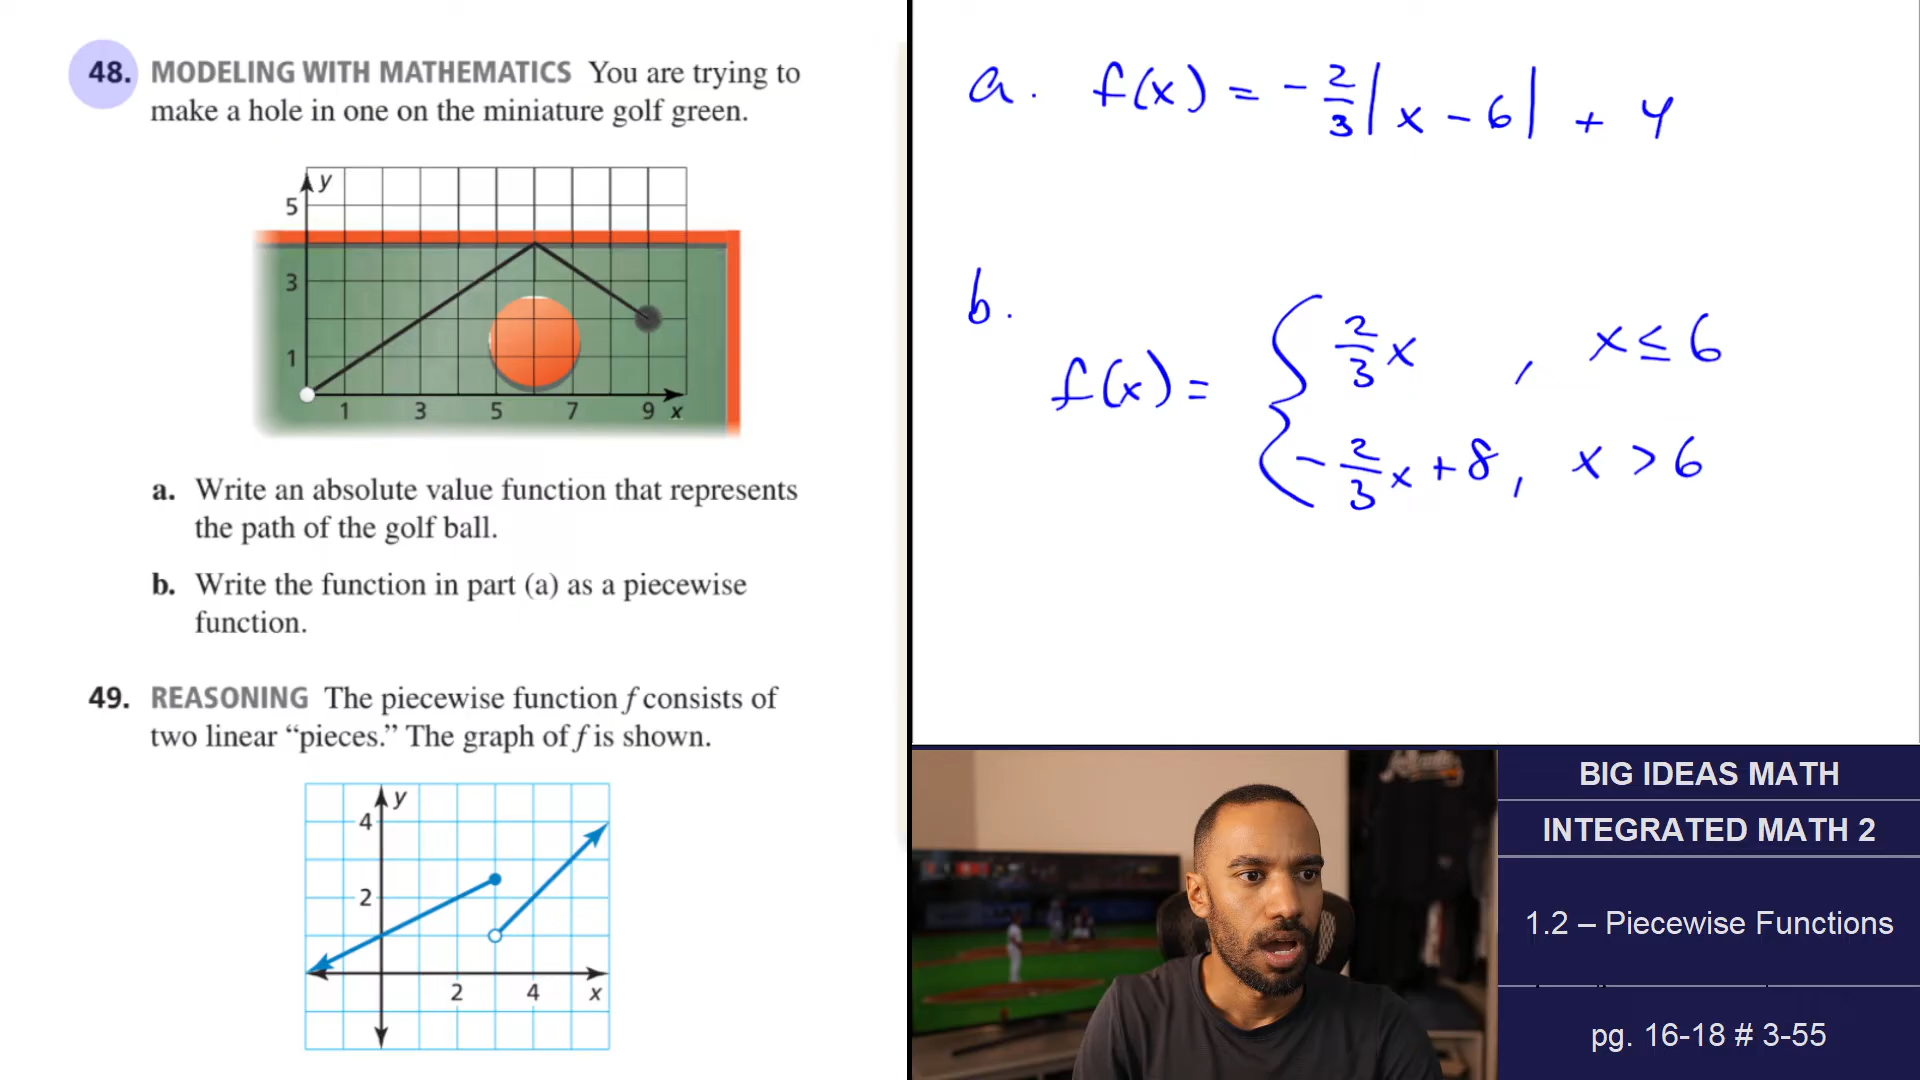 48. MODELING WITH MATHEMATICS You are trying to
make a hole in one on the miniature golf green.
y
5
3
1
1 3 5 7 9 x
a. Write an absolute value function that represents
the path of the golf ball.
b. Write the function in part (a) as a piecewise
function.
49. REASONING The piecewise function f consists of
two linear “pieces.” The graph of f is shown.
y
4
2
2 4 x
a. f(x) = -2/3|x - 6| + 4
b.
f(x) = { 2/3 x , x ≤ 6
-2/3 x + 8, x > 6
BIG IDEAS MATH
INTEGRATED MATH 2
1.2 – Piecewise Functions
pg. 16-18 # 3-55